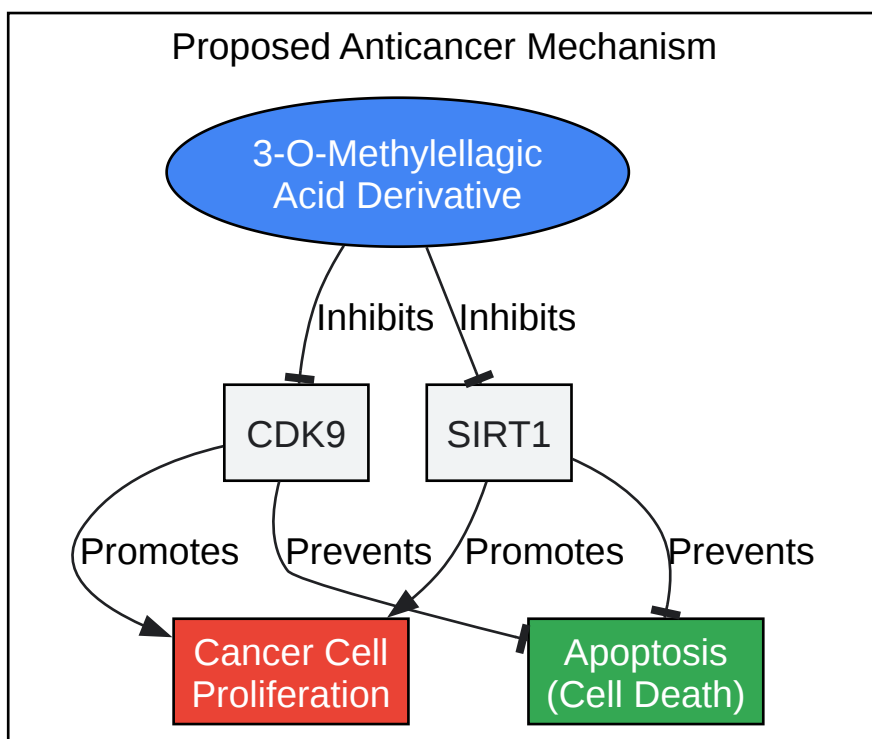 Proposed Anticancer Mechanism
3-O-Methylellagic
Acid Derivative
Inhibits
Inhibits
CDK9
SIRT1
Promotes
Prevents
Promotes
Prevents
Cancer Cell
Proliferation
Apoptosis
(Cell Death)